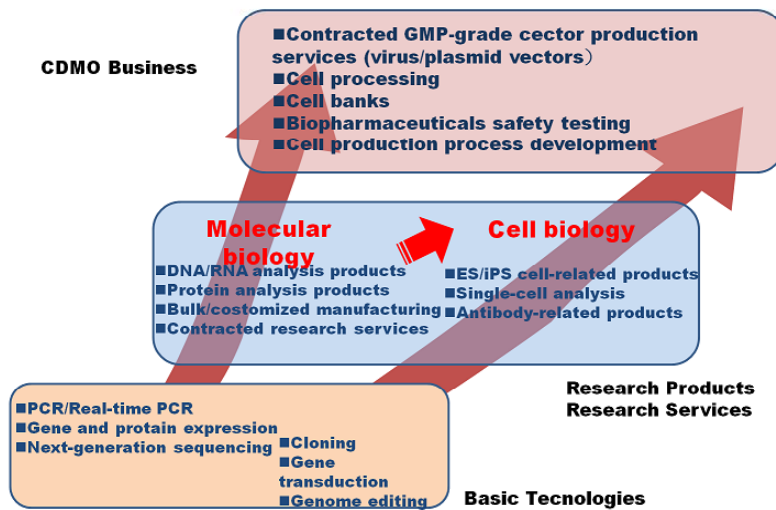 CDMO Business
■Contracted GMP-grade cector production
services (virus/plasmid vectors）
■Cell processing
■Cell banks
■Biopharmaceuticals safety testing
■Cell production process development
Molecular
biology
■DNA/RNA analysis products
■Protein analysis products
■Bulk/costomized manufacturing
■Contracted research services
Cell biology
■ES/iPS cell-related products
■Single-cell analysis
■Antibody-related products
Research Products
Research Services
■PCR/Real-time PCR
■Gene and protein expression
■Next-generation sequencing
■Cloning
■Gene
transduction
■Genome editing
Basic Tecnologies